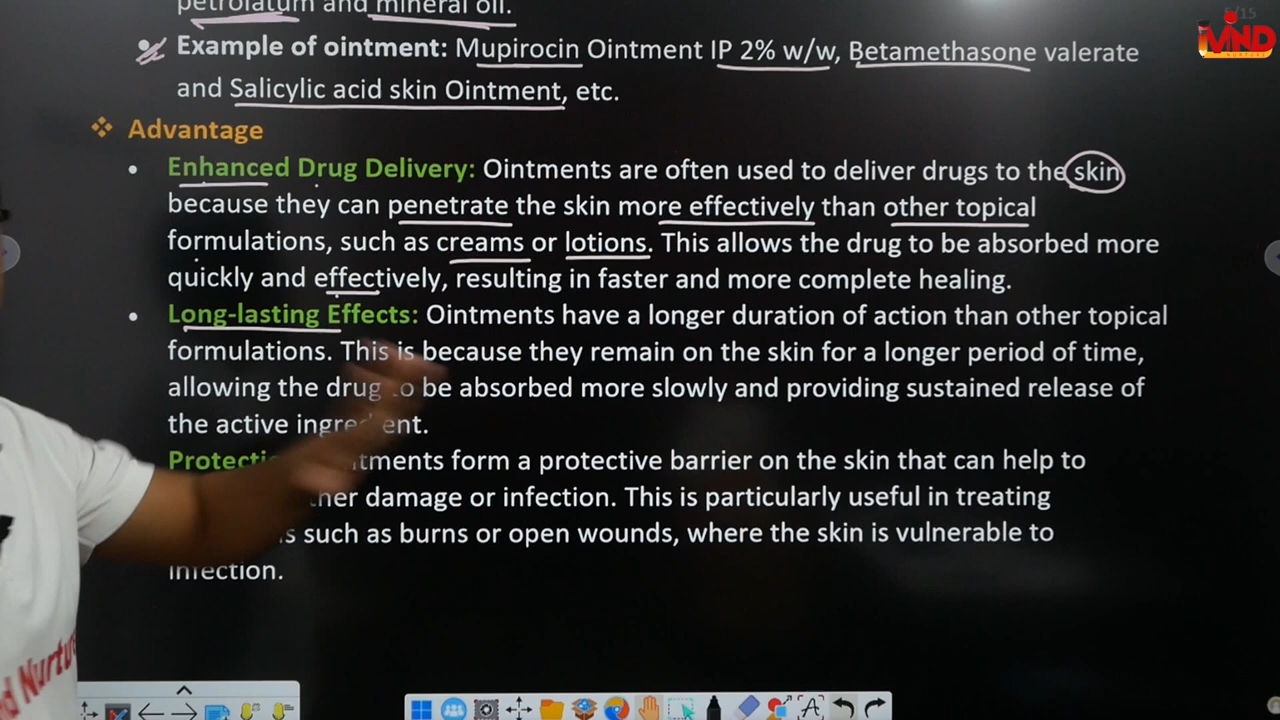 petrolatum and mineral oil.
5/15
MIND
NURTURE
Example of ointment: Mupirocin Ointment IP 2% w/w, Betamethasone valerate
and Salicylic acid skin Ointment, etc.
Advantage
Enhanced Drug Delivery: Ointments are often used to deliver drugs to the skin
because they can penetrate the skin more effectively than other topical
formulations, such as creams or lotions. This allows the drug to be absorbed more
quickly and effectively, resulting in faster and more complete healing.
Long-lasting Effects: Ointments have a longer duration of action than other topical
formulations. This is because they remain on the skin for a longer period of time,
allowing the drug to be absorbed more slowly and providing sustained release of
the active ingredient.
form a protective barrier on the skin that can help to
damage or infection. This is particularly useful in treating
such as burns or open wounds, where the skin is vulnerable to
infection.
Nurture